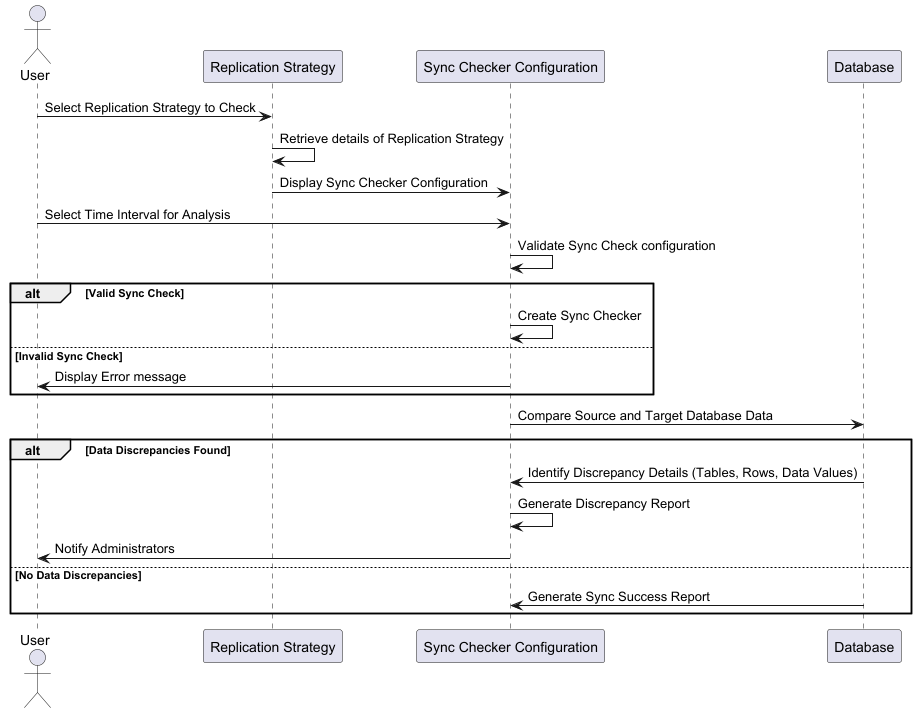 User
Replication Strategy
Sync Checker Configuration
Database
Select Replication Strategy to Check
Retrieve details of Replication Strategy
Display Sync Checker Configuration
Select Time Interval for Analysis
Validate Sync Check configuration
alt
[Valid Sync Check]
Create Sync Checker
[Invalid Sync Check]
Display Error message
Compare Source and Target Database Data
alt
[Data Discrepancies Found]
Identify Discrepancy Details (Tables, Rows, Data Values)
Generate Discrepancy Report
Notify Administrators
[No Data Discrepancies]
Generate Sync Success Report
User
Replication Strategy
Sync Checker Configuration
Database